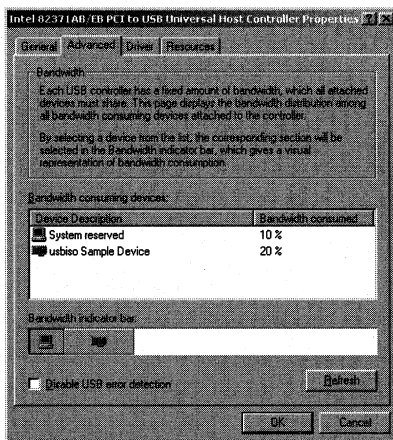 Intel 82371AB/EB PCI to USB Universal Host Controller Properties
General Advanced Driver Resources
Bandwidth
Each USB controller has a fixed amount of bandwidth, which all attached
devices must share. This page displays the bandwidth distribution among
all bandwidth consuming devices attached to the controller.
By selecting a device from the list, the corresponding section will be
selected in the Bandwidth indicator bar, which gives a visual
representation of bandwidth consumption.
Bandwidth consuming devices:
Device Description Bandwidth consumed
System reserved 10 %
usbiso Sample Device 20 %
Bandwidth indicator bar:
Disable USB error detection
Refresh
OK Cancel